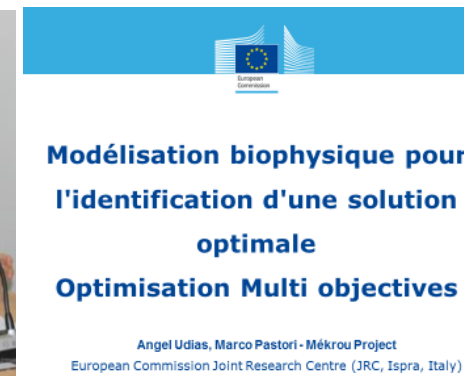 European
Commission
Modélisation biophysique pour
l'identification d'une solution
optimale
Optimisation Multi objectives
Angel Udias, Marco Pastori - Mékrou Project
European Commission Joint Research Centre (JRC, Ispra, Italy)